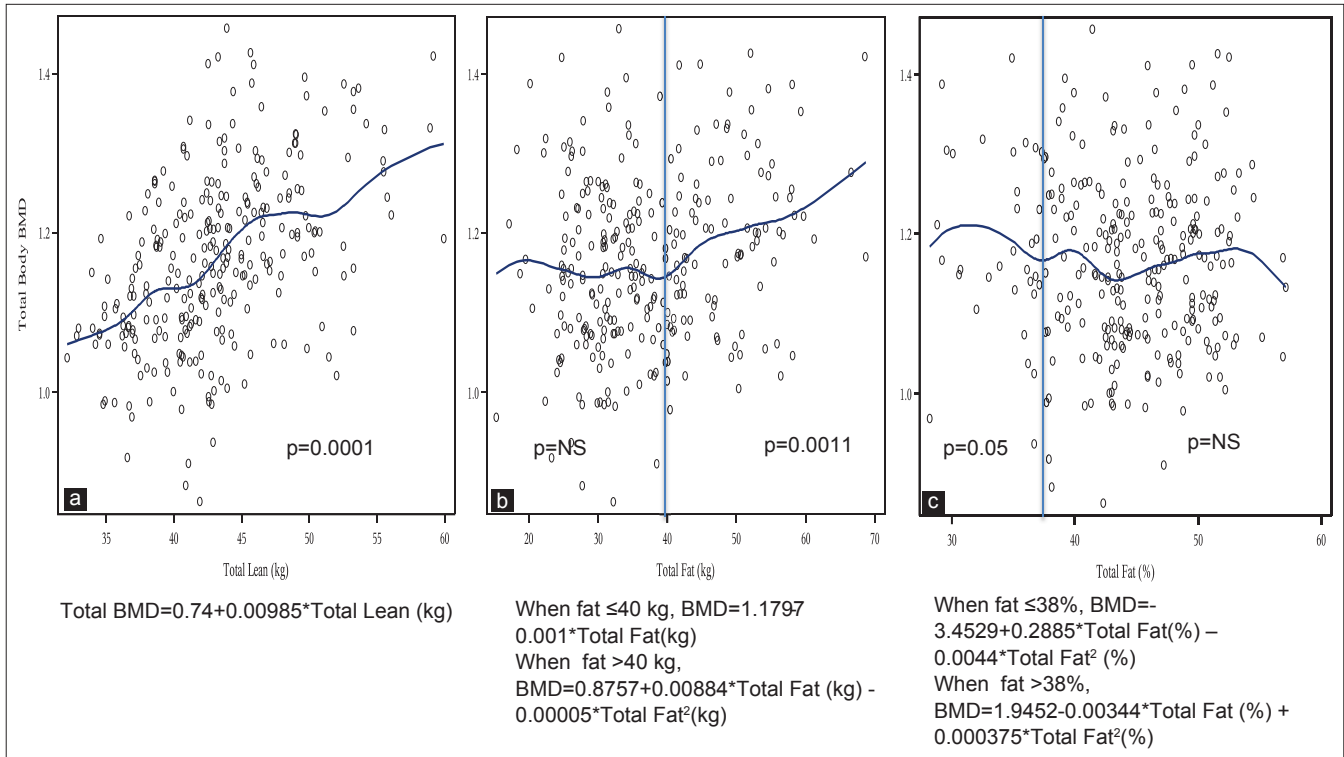 Total Body BMD
1.4
1.2
1.0
p=0.0001
a
35
40
45
50
55
60
Total Lean (kg)
Total BMD=0.74+0.00985*Total Lean (kg)
1.4
1.2
1.0
p=NS
p=0.0011
b
20
30
40
50
60
70
Total Fat (kg)
When fat ≤40 kg, BMD=1.1797-
0.001*Total Fat(kg)
When fat >40 kg,
BMD=0.8757+0.00884*Total Fat (kg) -
0.00005*Total Fat²(kg)
1.4
1.2
1.0
p=0.05
p=NS
c
30
40
50
60
Total Fat (%)
When fat ≤38%, BMD=-
3.4529+0.2885*Total Fat(%) –
0.0044*Total Fat² (%)
When fat >38%,
BMD=1.9452-0.00344*Total Fat (%) +
0.000375*Total Fat²(%)